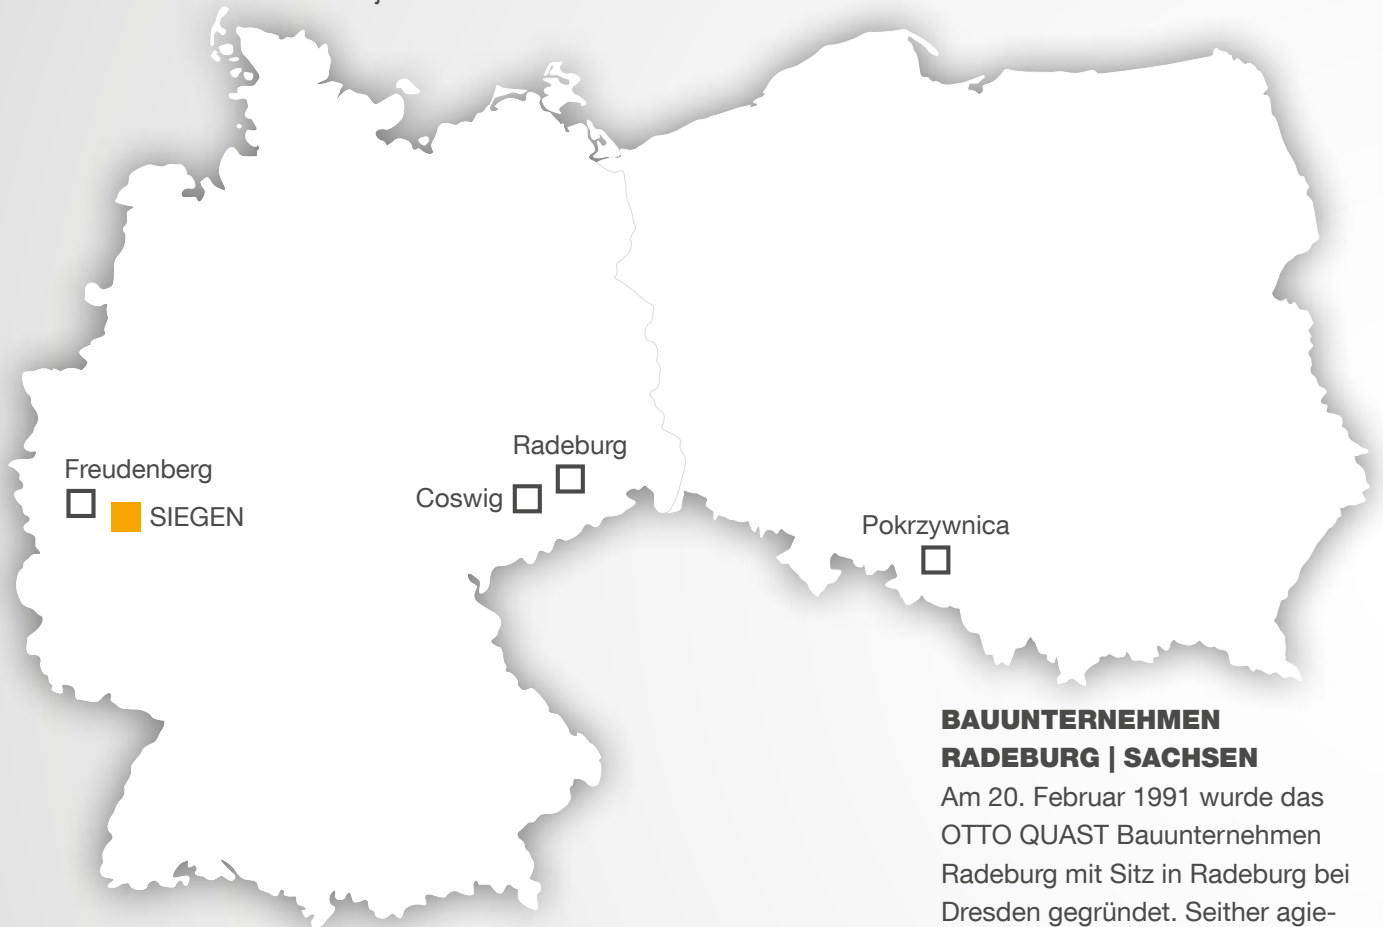 Radeburg
Freudenberg
Coswig
SIEGEN
Pokrzywnica
BAUUNTERNEHMEN
RADEBURG | SACHSEN
Am 20. Februar 1991 wurde das
OTTO QUAST Bauunternehmen
Radeburg mit Sitz in Radeburg bei
Dresden gegründet. Seither agie-